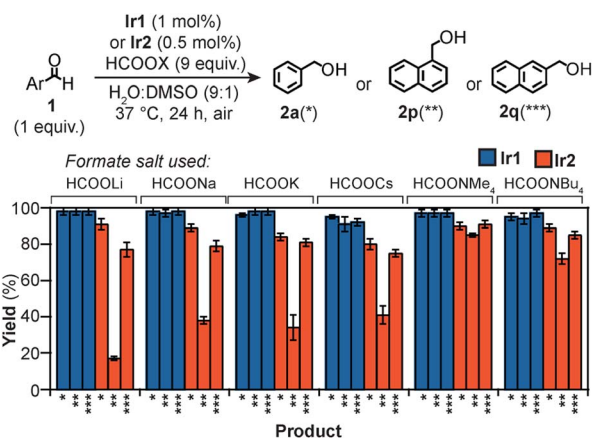 Ir1 (1 mol%)
or Ir2 (0.5 mol%)
HCOOX (9 equiv.)
H₂O:DMSO (9:1)
37 °C, 24 h, air
O
Ar H
1
(1 equiv.)
OH
2a(*)
or
OH
2p(**)
or
OH
2q(***)
Formate salt used:
Ir1 Ir2
HCOOLi HCOONa HCOOK HCOOCs HCOONMe₄ HCOONBu₄
Yield (%)
100
80
60
40
20
0
* ** *** * ** *** * ** *** * ** *** * ** *** * ** *** * ** *** * ** *** * ** *** * ** *** * ** *** * ** ***
Product